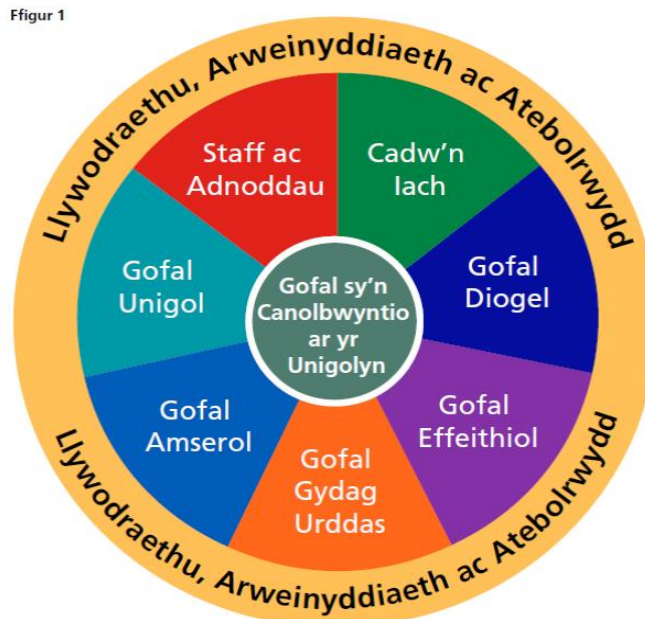 Ffigur 1
Llywodraethu, Arweinyddiaeth ac Atebolrwydd
Staff ac
Adnoddau
Cadw'n
Iach
Gofal
Unigol
Gofal
Diogel
Gofal sy'n
Canolbwyntio
ar yr
Unigolyn
Gofal
Amserol
Gofal
Effeithiol
Gofal
Gydag
Urddas
Llywodraethu, Arweinyddiaeth ac Atebolrwydd